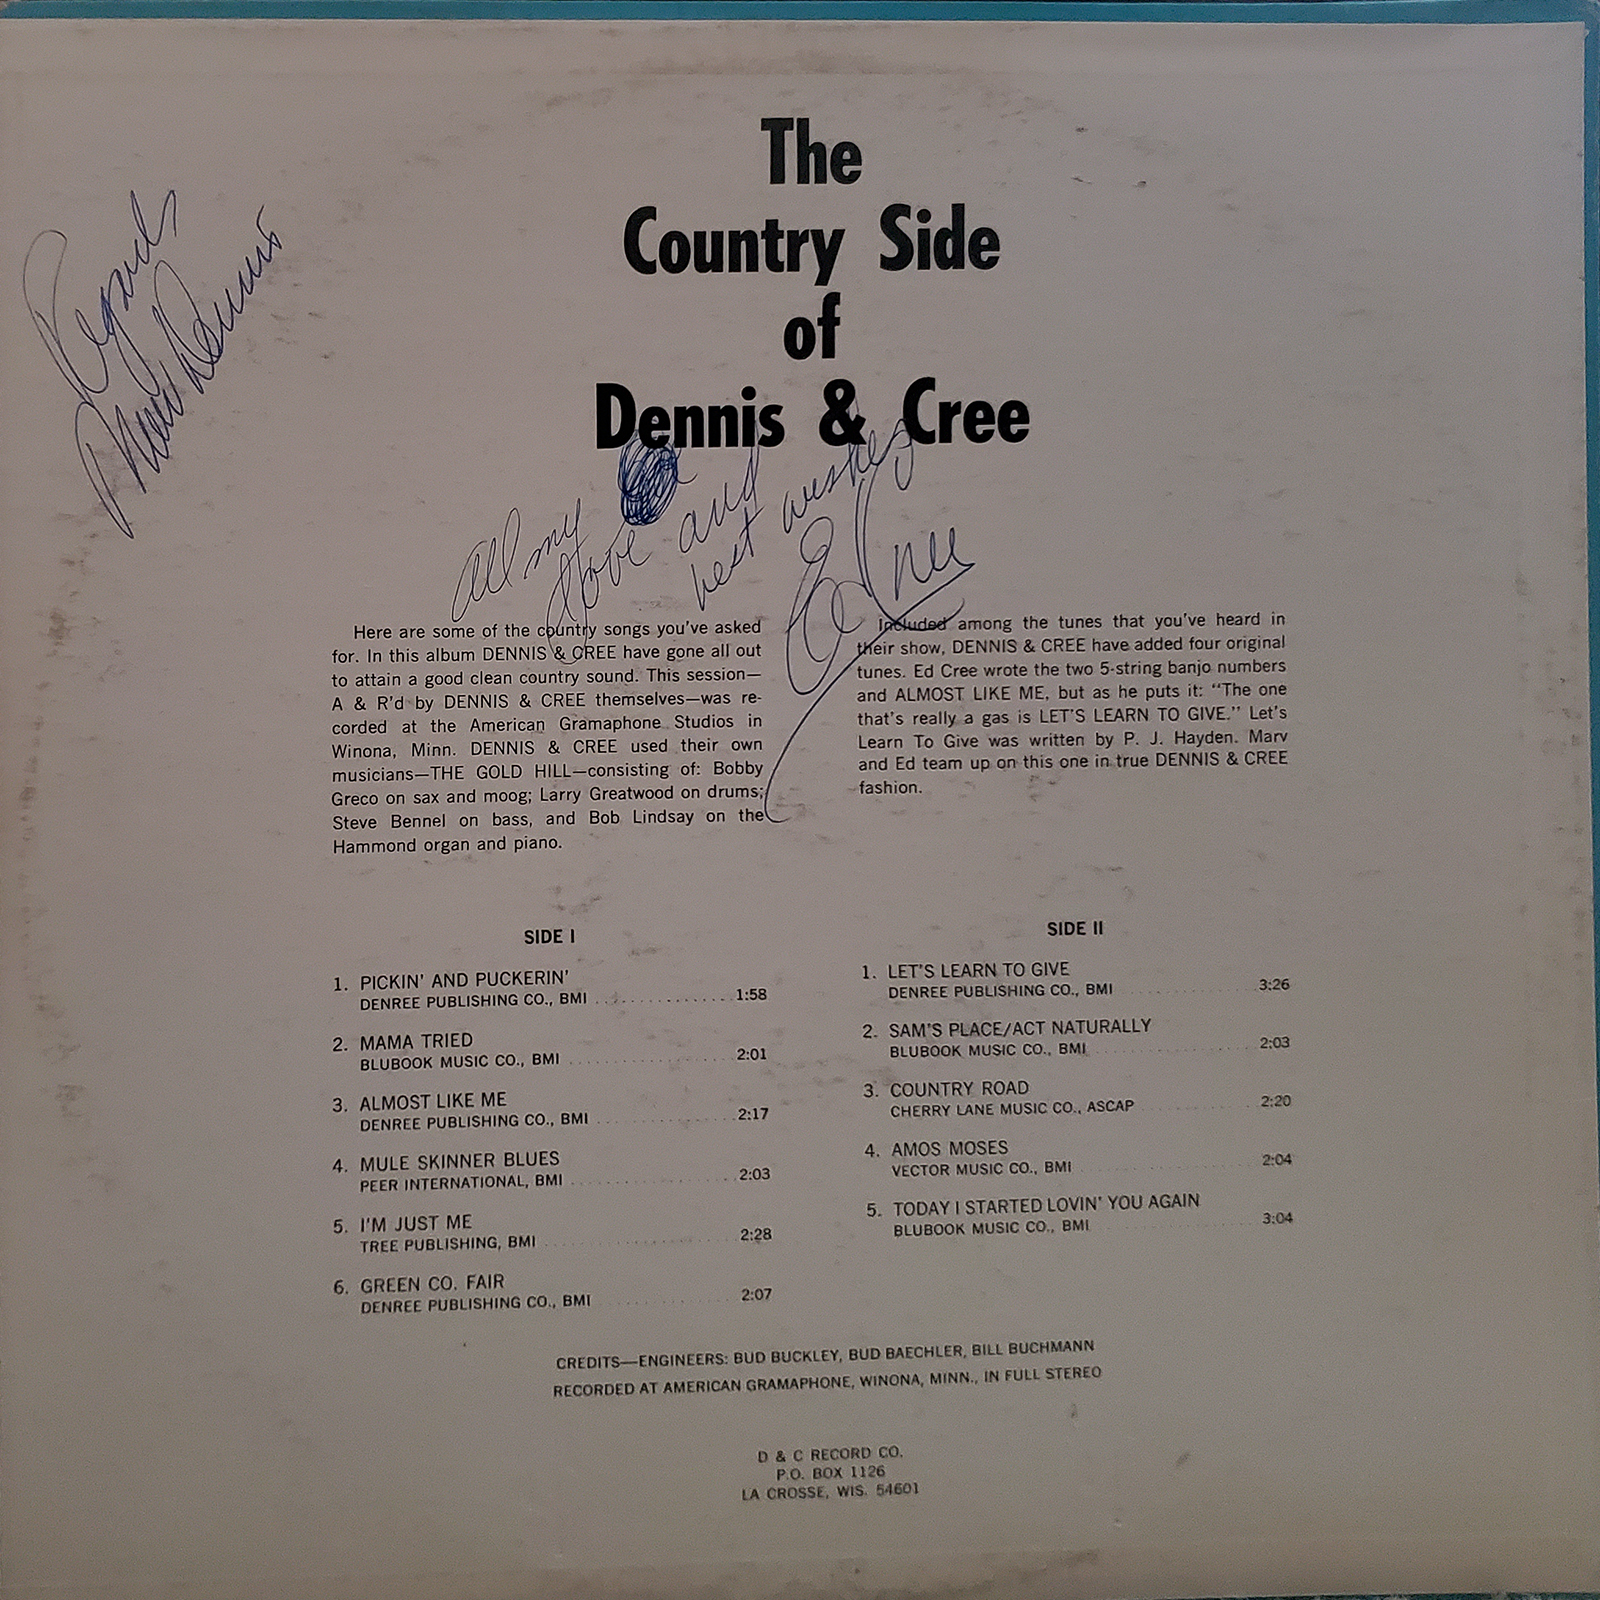 The
Country Side
of
Dennis & Cree
Regards
Marv Dennis
All my
love and
best wishes
Ed Cree
Here are some of the country songs you've asked
for. In this album DENNIS & CREE have gone all out
to attain a good clean country sound. This session—
A & R'd by DENNIS & CREE themselves—was re-
corded at the American Gramaphone Studios in
Winona, Minn. DENNIS & CREE used their own
musicians—THE GOLD HILL—consisting of: Bobby
Greco on sax and moog; Larry Greatwood on drums;
Steve Bennel on bass, and Bob Lindsay on the
Hammond organ and piano.
Included among the tunes that you've heard in
their show, DENNIS & CREE have added four original
tunes. Ed Cree wrote the two 5-string banjo numbers
and ALMOST LIKE ME, but as he puts it: "The one
that's really a gas is LET'S LEARN TO GIVE." Let's
Learn To Give was written by P. J. Hayden. Marv
and Ed team up on this one in true DENNIS & CREE
fashion.
SIDE I
1. PICKIN' AND PUCKERIN'
DENREE PUBLISHING CO., BMI 1:58
2. MAMA TRIED
BLUBOOK MUSIC CO., BMI 2:01
3. ALMOST LIKE ME
DENREE PUBLISHING CO., BMI 2:17
4. MULE SKINNER BLUES
PEER INTERNATIONAL, BMI 2:03
5. I'M JUST ME
TREE PUBLISHING, BMI 2:28
6. GREEN CO. FAIR
DENREE PUBLISHING CO., BMI 2:07
SIDE II
1. LET'S LEARN TO GIVE
DENREE PUBLISHING CO., BMI 3:26
2. SAM'S PLACE/ACT NATURALLY
BLUBOOK MUSIC CO., BMI 2:03
3. COUNTRY ROAD
CHERRY LANE MUSIC CO., ASCAP 2:20
4. AMOS MOSES
VECTOR MUSIC CO., BMI 2:04
5. TODAY I STARTED LOVIN' YOU AGAIN
BLUBOOK MUSIC CO., BMI 3:04
CREDITS—ENGINEERS: BUD BUCKLEY, BUD BAECHLER, BILL BUCHMANN
RECORDED AT AMERICAN GRAMAPHONE, WINONA, MINN., IN FULL STEREO
D & C RECORD CO.
P.O. BOX 1126
LA CROSSE, WIS. 54601